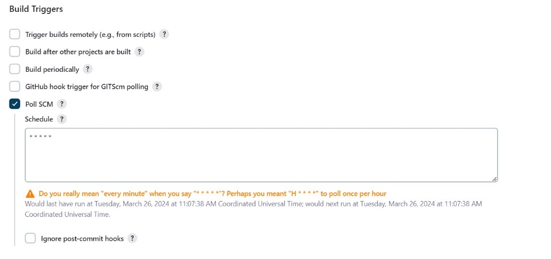 Build Triggers
Trigger builds remotely (e.g., from scripts) ?
Build after other projects are built ?
Build periodically ?
GitHub hook trigger for GITScm polling ?
Poll SCM ?
Schedule ?
* * * * *
Do you really mean "every minute" when you say "* * * * *"? Perhaps you meant "H * * * *" to poll once per hour
Would last have run at Tuesday, March 26, 2024 at 11:07:38 AM Coordinated Universal Time; would next run at Tuesday, March 26, 2024 at 11:07:38 AM
Coordinated Universal Time.
Ignore post-commit hooks ?